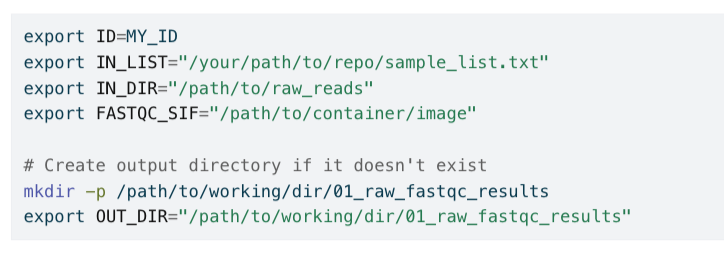 export ID=MY_ID
export IN_LIST="/your/path/to/repo/sample_list.txt"
export IN_DIR="/path/to/raw_reads"
export FASTQC_SIF="/path/to/container/image"

# Create output directory if it doesn't exist
mkdir -p /path/to/working/dir/01_raw_fastqc_results
export OUT_DIR="/path/to/working/dir/01_raw_fastqc_results"